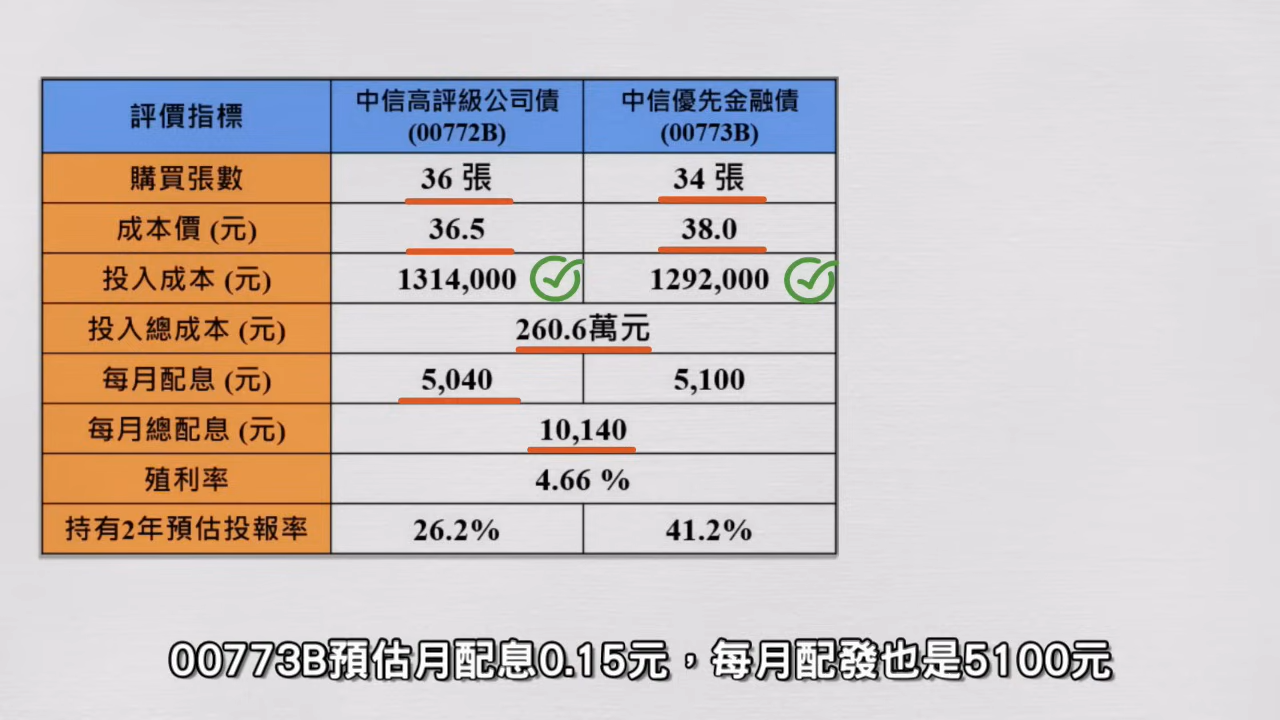 評價指標 中信高評級公司債 (00772B) 中信優先金融債 (00773B)
購買張數 36 張 34 張
成本價 (元) 36.5 38.0
投入成本 (元) 1314,000 1292,000
投入總成本 (元) 260.6萬元
每月配息 (元) 5,040 5,100
每月總配息 (元) 10,140
殖利率 4.66 %
持有2年預估投報率 26.2% 41.2%
00773B預估月配息0.15元，每月配發也是5100元